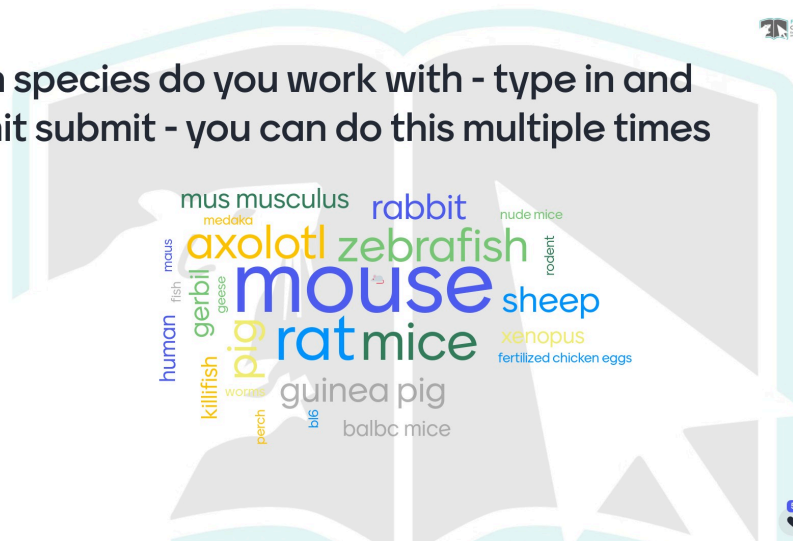 species do you work with - type in and
it submit - you can do this multiple times
mus musculus
rabbit
nude mice
medaka
axolotl
zebrafish
maus
rodent
fish
gerbil
geese
mouse
sheep
human
pig
rat
mice
xenopus
fertilized chicken eggs
killifish
worms
guinea pig
perch
bl6
balbc mice